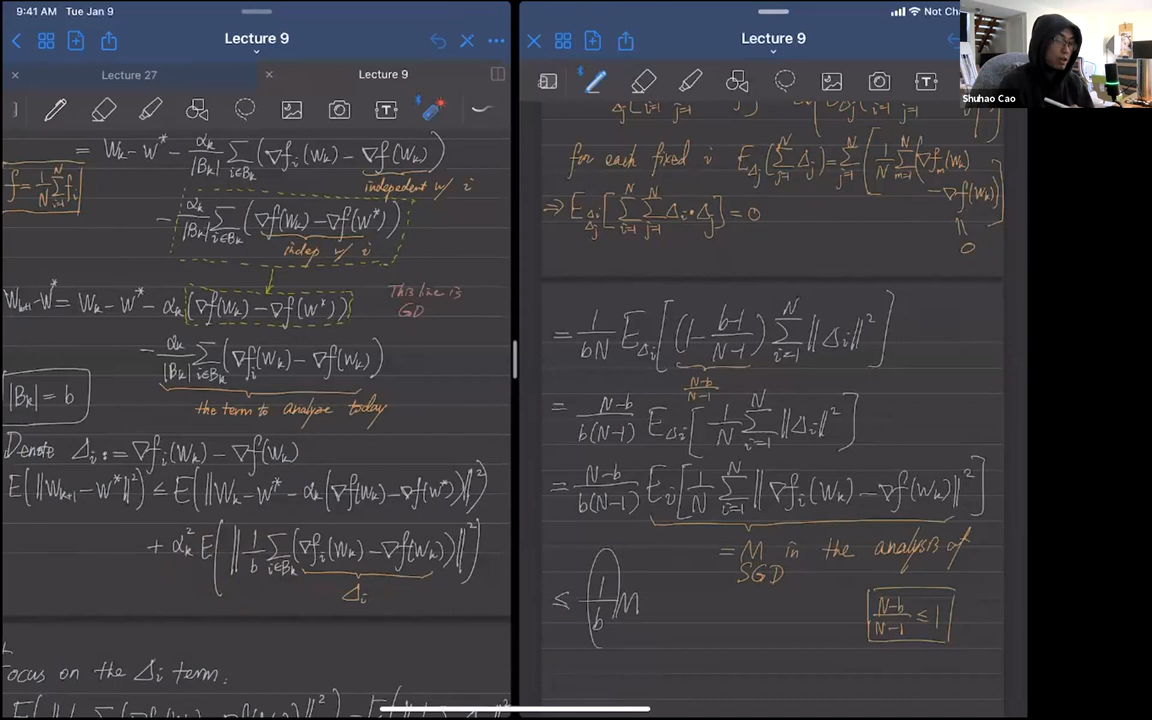 9:41 AM Tue Jan 9
Lecture 9
Lecture 27
Lecture 9
= W_k - w^* - α_k/|B_k| Σ_{i∈B_k} (∇f_i(W_k) - ∇f(W_k))
indepedent w/ i
f = 1/N Σ_{i=1}^N f_i
- α_k/|B_k| Σ_{i∈B_k} (∇f(W_k) - ∇f(W^*))
indep w/ i
W_{k+1} - W^* = W_k - W^* - α_k (∇f(W_k) - ∇f(W^*))
This line is
GD
- α_k/|B_k| Σ_{i∈B_k} (∇f_i(W_k) - ∇f(W_k))
|B_k| = b
the term to analyze today
Denote Δ_i := ∇f_i(W_k) - ∇f(W_k)
E(‖W_{k+1} - W^*‖^2) ≤ E(‖W_k - W^* - α_k(∇f(W_k) - ∇f(W^*))‖^2)
+ α_k^2 E(‖1/b Σ_{i∈B_k} (∇f_i(W_k) - ∇f(W_k))‖^2)
Δ_i
Focus on the Δ_i term:
Lecture 9
Not Ch
Shuhao Cao
for each fixed i E_{Δ_j}(Σ_{j=1}^N Δ_j) = Σ_{j=1}^N (1/N Σ_{m=1}^N (∇f_m(W_k)
- ∇f(W_k))
=> E_{Δ_i Δ_j}[Σ_{i=1}^N Σ_{j=1}^N Δ_i · Δ_j] = 0
=
0
= 1/bN E_{Δ_i}[(1 - b-1/N-1) Σ_{i=1}^N ‖Δ_i‖^2]
N-b/N-1
= N-b/b(N-1) E_{Δ_i}[1/N Σ_{i=1}^N ‖Δ_i‖^2]
= N-b/b(N-1) E_i[1/N Σ_{i=1}^N ‖∇f_i(W_k) - ∇f(W_k)‖^2]
= M in the analysis of
SGD
≤ 1/b M
N-b/N-1 ≤ 1